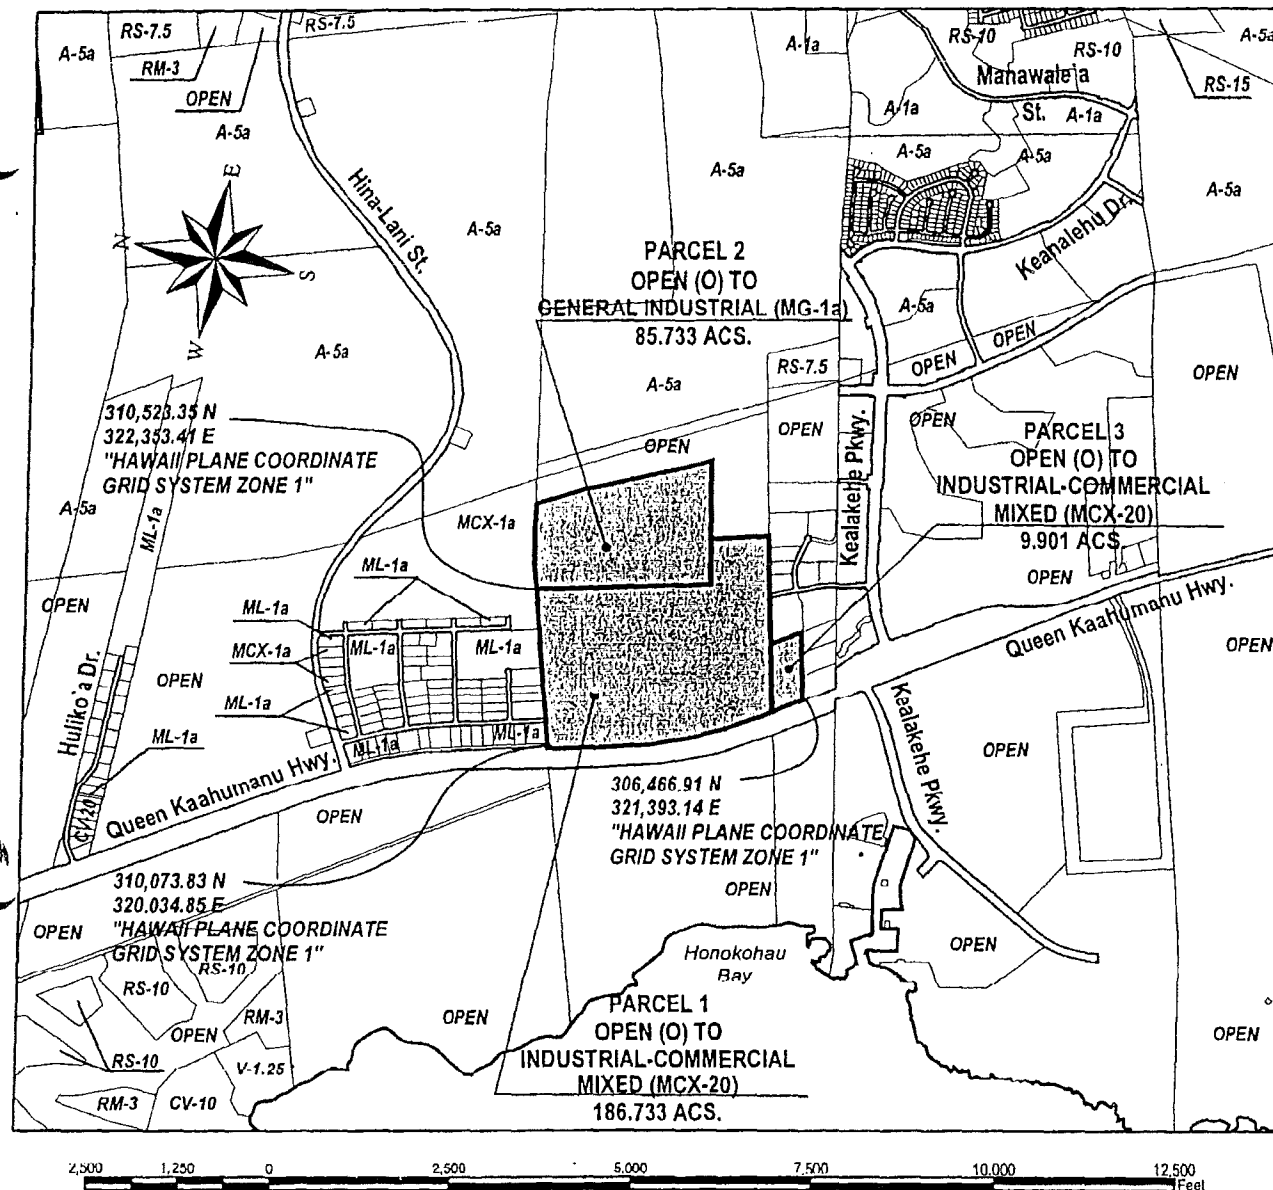 RS-7.5
RS-7.5
A-5a
RM-3
OPEN
A-5a
A-1a
RS-10
RS-10
A-5a
RS-15
Manawale'a
St.
A-1a
A-1a
A-5a
A-5a
A-5a
A-5a
Hina-Lani St.
A-5a
E
N
S
W
Keanalehu Dr.
PARCEL 2
OPEN (O) TO
GENERAL INDUSTRIAL (MG-1a)
85.733 ACS.
A-5a
A-5a
A-5a
RS-7.5
OPEN
OPEN
OPEN
310,523.35 N
322,353.41 E
"HAWAII PLANE COORDINATE
GRID SYSTEM ZONE 1"
OPEN
OPEN
OPEN
Kealakehe Pkwy.
PARCEL 3
OPEN (O) TO
INDUSTRIAL-COMMERCIAL
MIXED (MCX-20)
9.901 ACS.
A-5a
ML-1a
MCX-1a
ML-1a
OPEN
OPEN
ML-1a
MCX-1a
ML-1a
ML-1a
ML-1a
Queen Kaahumanu Hwy.
OPEN
OPEN
Huliko'a Dr.
ML-1a
ML-1a
ML-1a
CV-20
Queen Kaahumanu Hwy.
OPEN
OPEN
Kealakehe Pkwy.
306,466.91 N
321,393.14 E
"HAWAII PLANE COORDINATE
GRID SYSTEM ZONE 1"
310,073.83 N
320.034.85 E
"HAWAII PLANE COORDINATE
GRID SYSTEM ZONE 1"
OPEN
OPEN
OPEN
Honokohau
Bay
RS-10
RS-10
OPEN
RM-3
OPEN
OPEN
RS-10
V-1.25
RM-3
CV-10
PARCEL 1
OPEN (O) TO
INDUSTRIAL-COMMERCIAL
MIXED (MCX-20)
186.733 ACS.
2,500 1,250 0 2,500 5,000 7,500 10,000 12,500
Feet